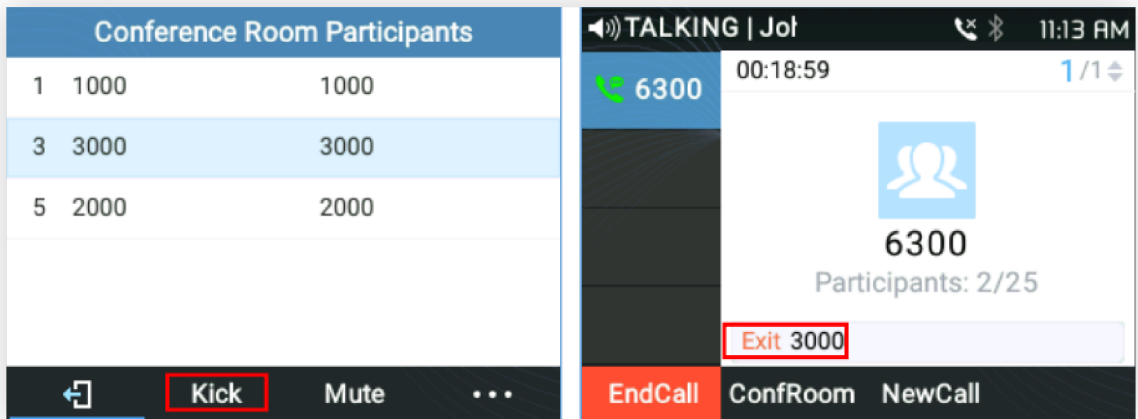 Conference Room Participants
1 1000 1000
3 3000 3000
5 2000 2000
Kick Mute ...
TALKING | Joh 11:13 AM
6300
00:18:59 1/1
6300
Participants: 2/25
Exit 3000
EndCall ConfRoom NewCall